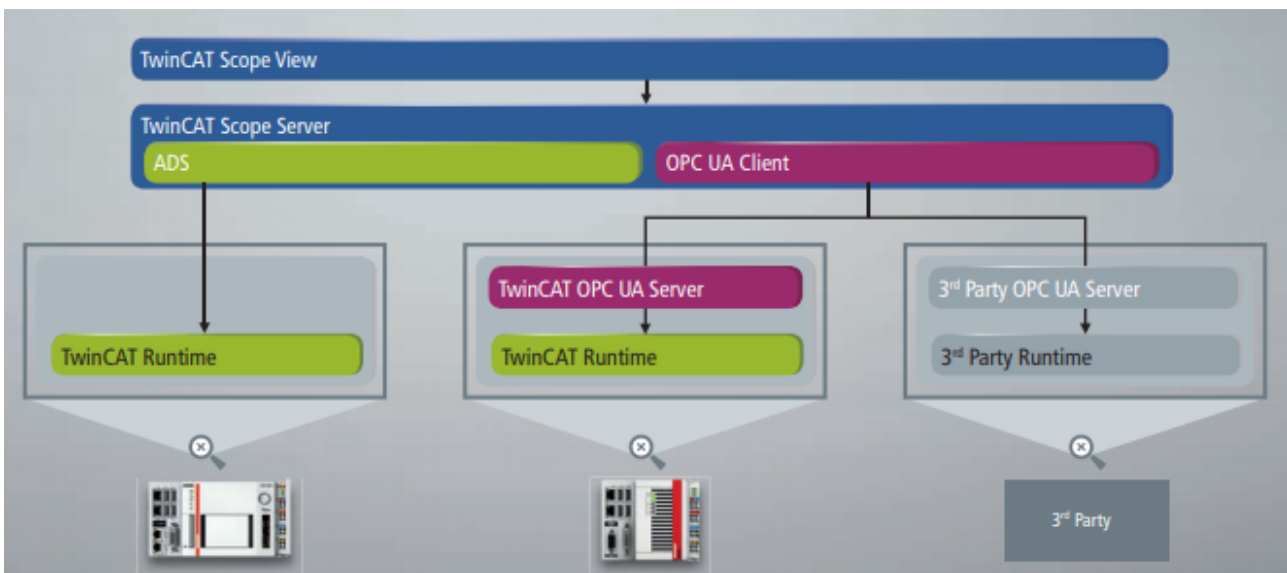 TwinCAT Scope View
TwinCAT Scope Server
ADS
OPC UA Client
TwinCAT OPC UA Server
3rd Party OPC UA Server
TwinCAT Runtime
TwinCAT Runtime
3rd Party Runtime
3rd Party